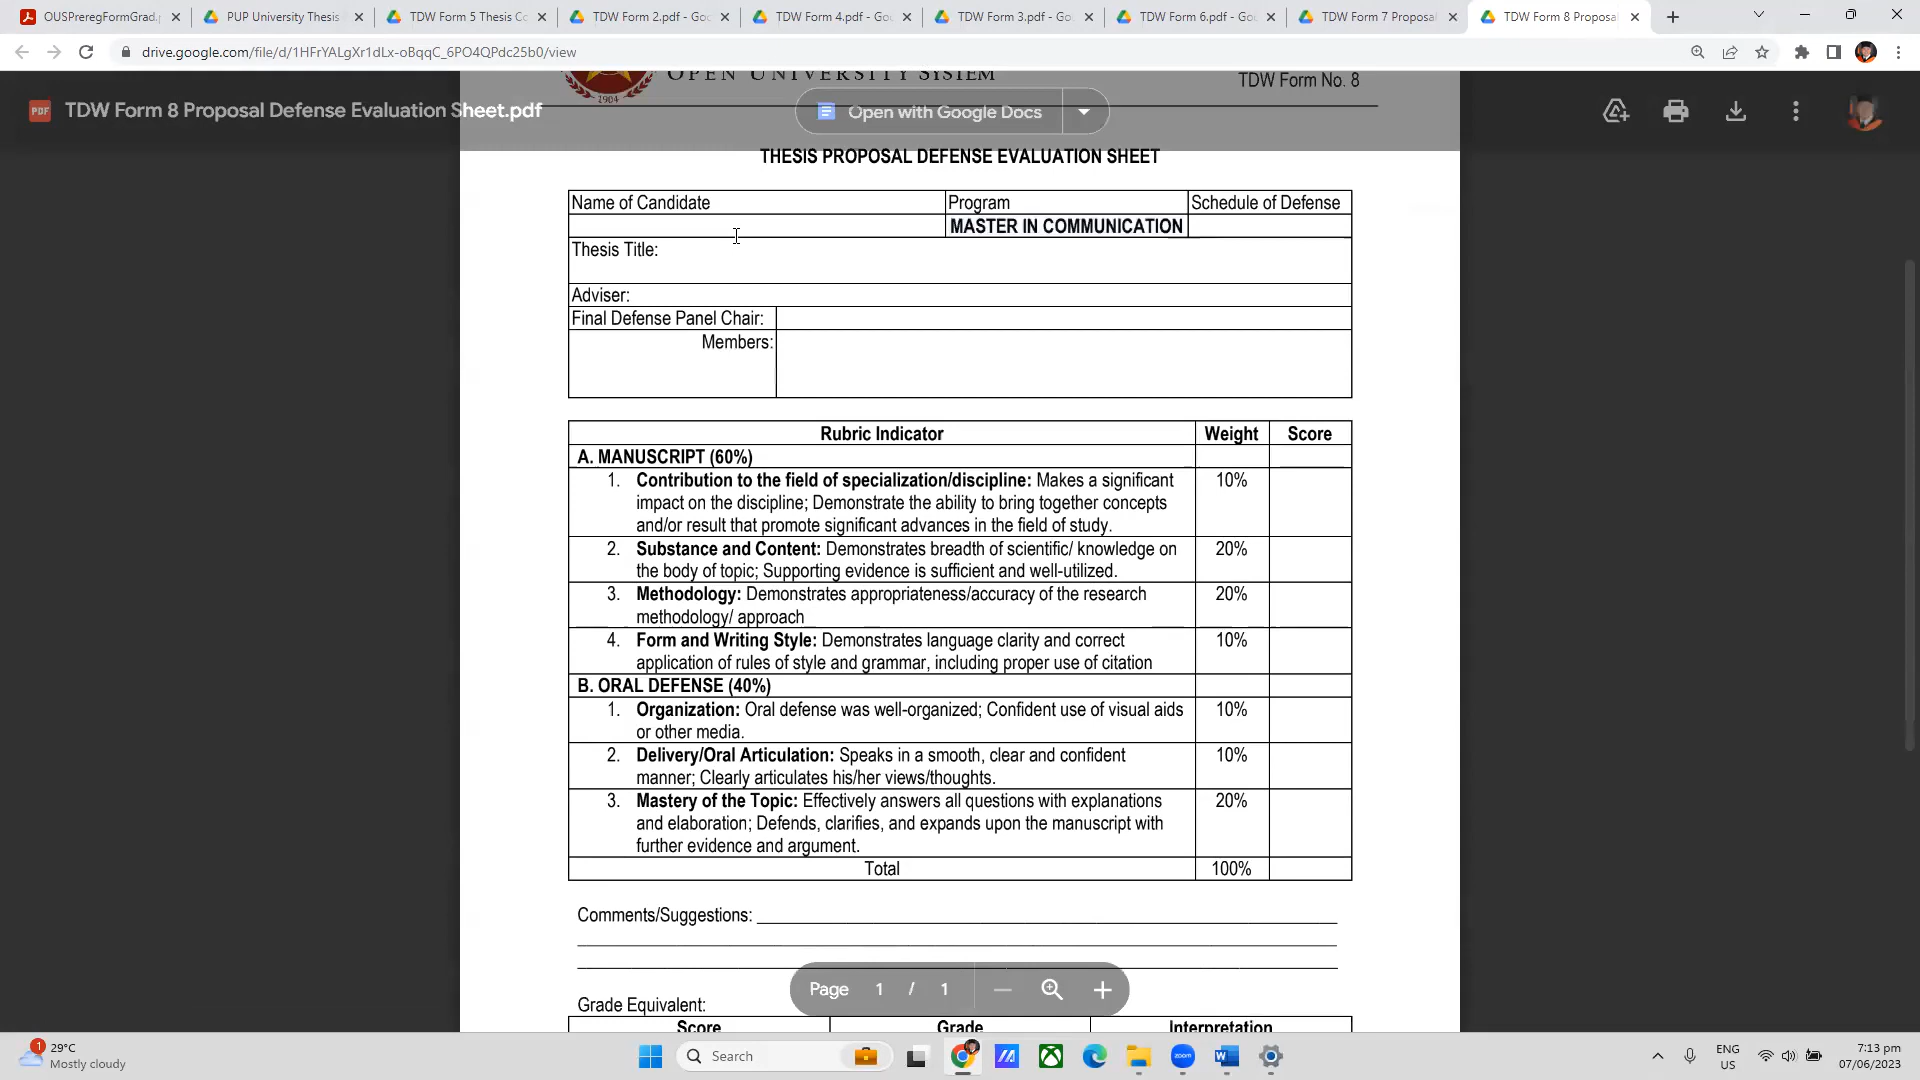 OUSPreregFormGrad.
PUP University Thesis
TDW Form 5 Thesis Co
TDW Form 2.pdf - Goo
TDW Form 4.pdf - Goo
TDW Form 3.pdf - Go
TDW Form 6.pdf - Go
TDW Form 7 Proposal
TDW Form 8 Proposa
drive.google.com/file/d/1HFrYALgXr1dLx-oBqqC_6PO4QPdc25b0/view
OPEN UNIVERSITY SYSTEM
1904
TDW Form No. 8
PDF
TDW Form 8 Proposal Defense Evaluation Sheet.pdf
Open with Google Docs
THESIS PROPOSAL DEFENSE EVALUATION SHEET
Name of Candidate Program Schedule of Defense
MASTER IN COMMUNICATION
Thesis Title:
Adviser:
Final Defense Panel Chair:
Members:
Rubric Indicator Weight Score
A. MANUSCRIPT (60%)
1. Contribution to the field of specialization/discipline: Makes a significant 10%
impact on the discipline; Demonstrate the ability to bring together concepts
and/or result that promote significant advances in the field of study.
2. Substance and Content: Demonstrates breadth of scientific/ knowledge on 20%
the body of topic; Supporting evidence is sufficient and well-utilized.
3. Methodology: Demonstrates appropriateness/accuracy of the research 20%
methodology/ approach
4. Form and Writing Style: Demonstrates language clarity and correct 10%
application of rules of style and grammar, including proper use of citation
B. ORAL DEFENSE (40%)
1. Organization: Oral defense was well-organized; Confident use of visual aids 10%
or other media.
2. Delivery/Oral Articulation: Speaks in a smooth, clear and confident 10%
manner; Clearly articulates his/her views/thoughts.
3. Mastery of the Topic: Effectively answers all questions with explanations 20%
and elaboration; Defends, clarifies, and expands upon the manuscript with
further evidence and argument.
Total 100%
Comments/Suggestions:
Page 1 / 1
Grade Equivalent:
Score Grade Interpretation
1
29°C
Mostly cloudy
Search
zoom
ENG
US
7:13 pm
07/06/2023